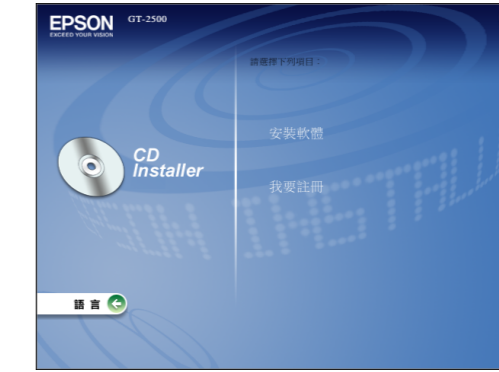 EPSON GT-2500
EXCEED YOUR VISION
請選擇下列項目：
安裝軟體
CD
Installer
我要註冊
語言